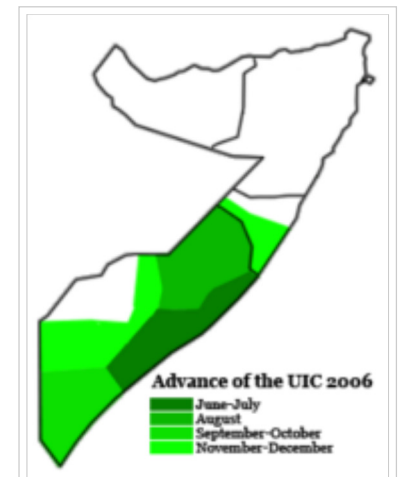 Advance of the UIC 2006
June-July
August
September-October
November-December